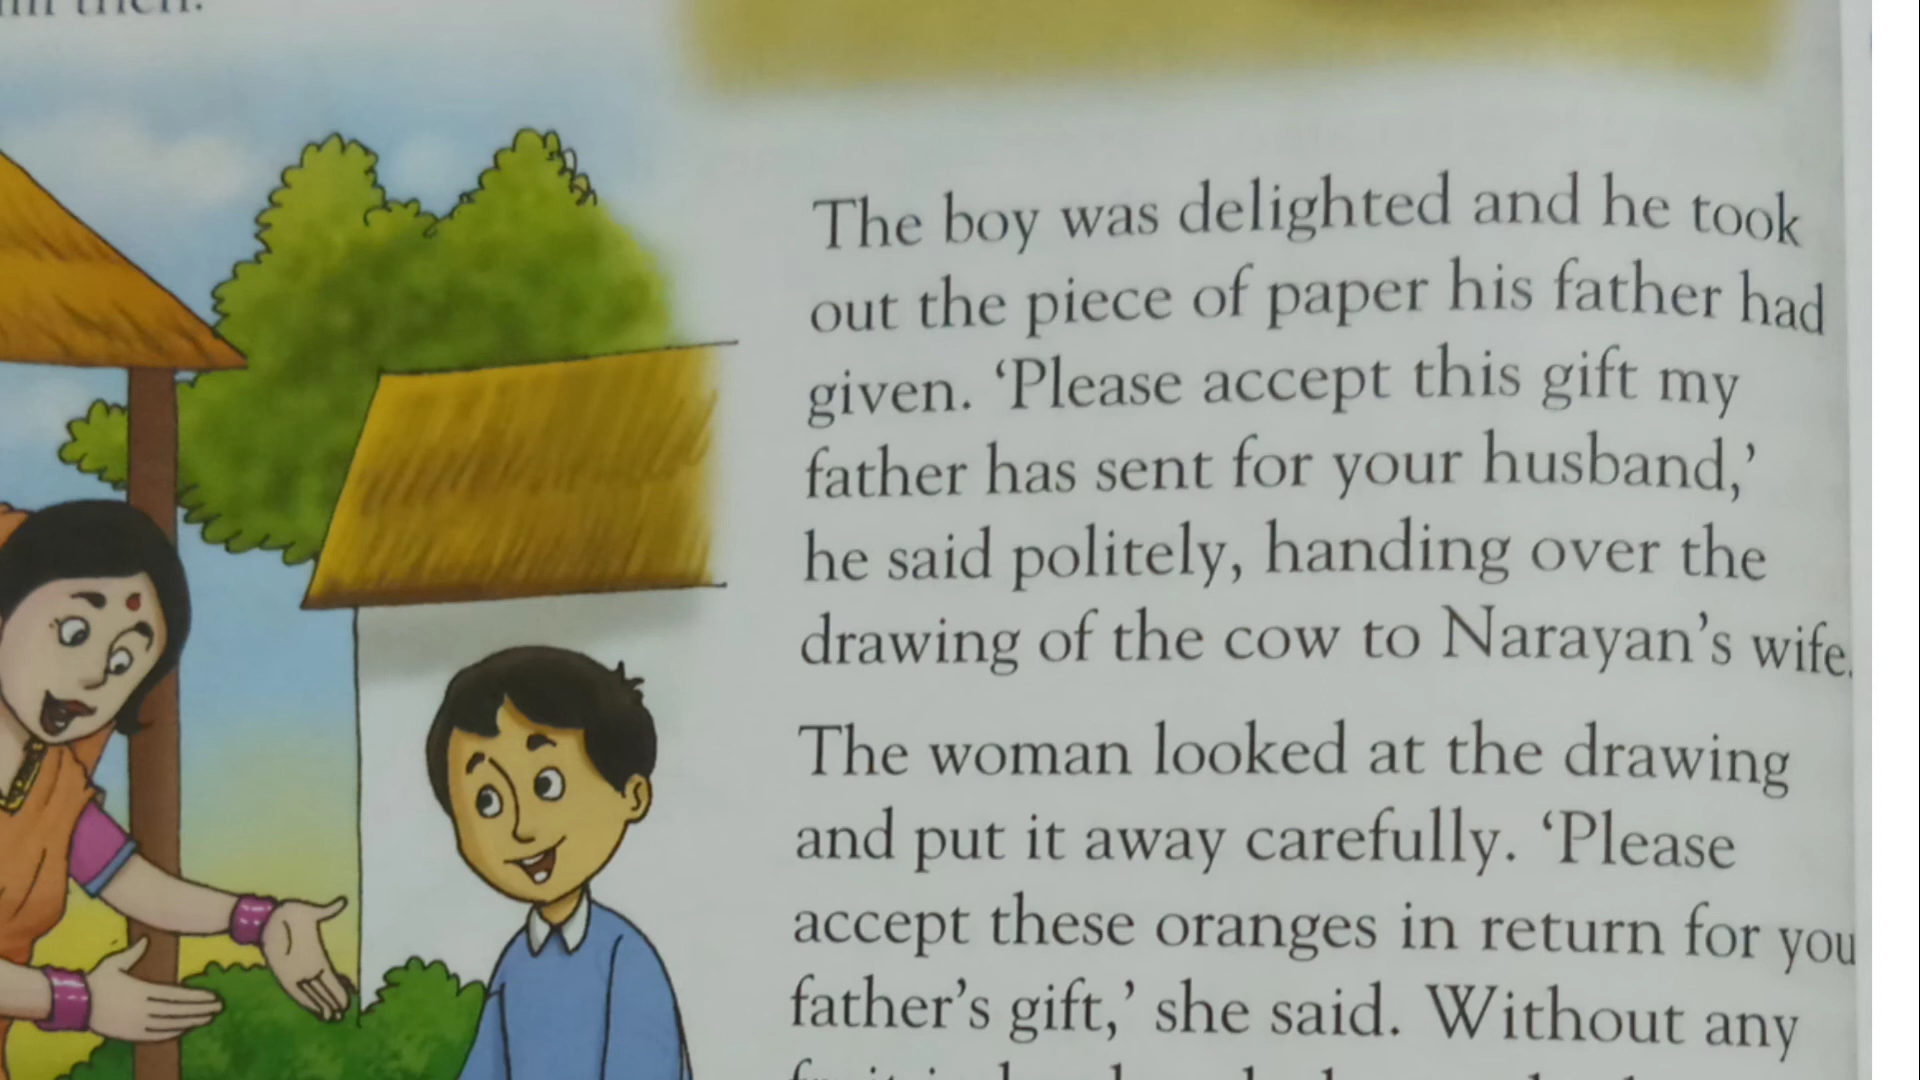 then.
The boy was delighted and he took
out the piece of paper his father had
given. ‘Please accept this gift my
father has sent for your husband,’
he said politely, handing over the
drawing of the cow to Narayan’s wife.
The woman looked at the drawing
and put it away carefully. ‘Please
accept these oranges in return for you
father’s gift,’ she said. Without any